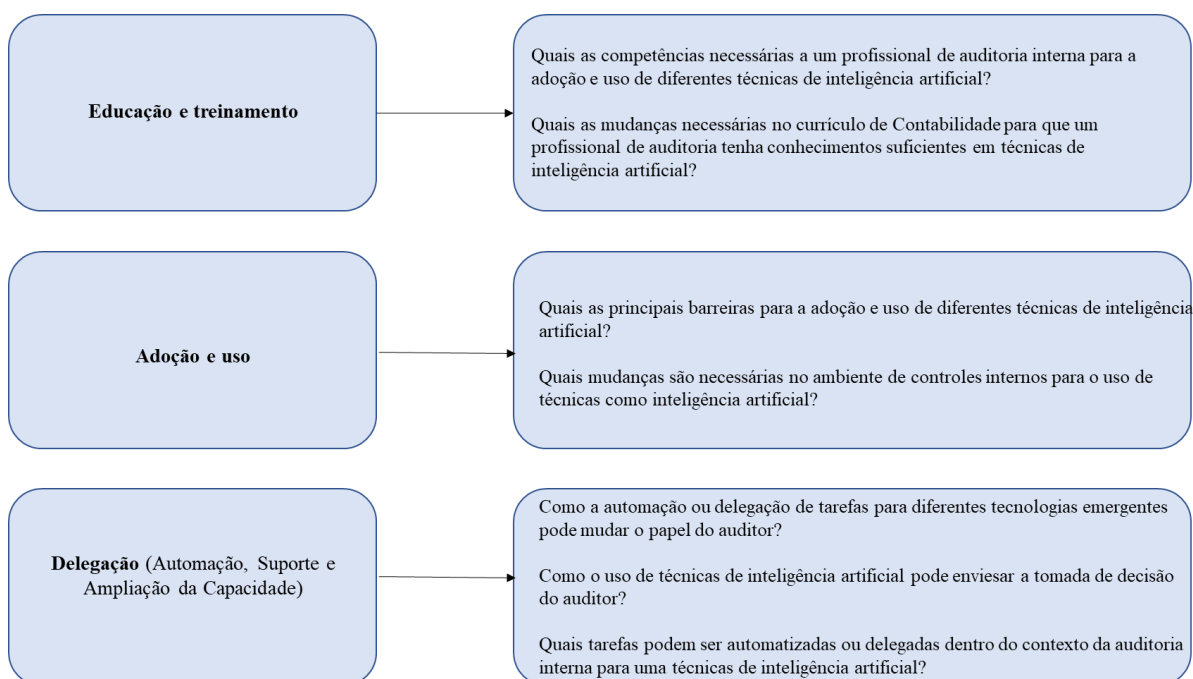 Educação e treinamento
Quais as competências necessárias a um profissional de auditoria interna para a
adoção e uso de diferentes técnicas de inteligência artificial?
Quais as mudanças necessárias no currículo de Contabilidade para que um
profissional de auditoria tenha conhecimentos suficientes em técnicas de
inteligência artificial?
Adoção e uso
Quais as principais barreiras para a adoção e uso de diferentes técnicas de inteligência
artificial?
Quais mudanças são necessárias no ambiente de controles internos para o uso de
técnicas como inteligência artificial?
Delegação (Automação, Suporte e
Ampliação da Capacidade)
Como a automação ou delegação de tarefas para diferentes tecnologias emergentes
pode mudar o papel do auditor?
Como o uso de técnicas de inteligência artificial pode enviesar a tomada de decisão
do auditor?
Quais tarefas podem ser automatizadas ou delegadas dentro do contexto da auditoria
interna para uma técnicas de inteligência artificial?